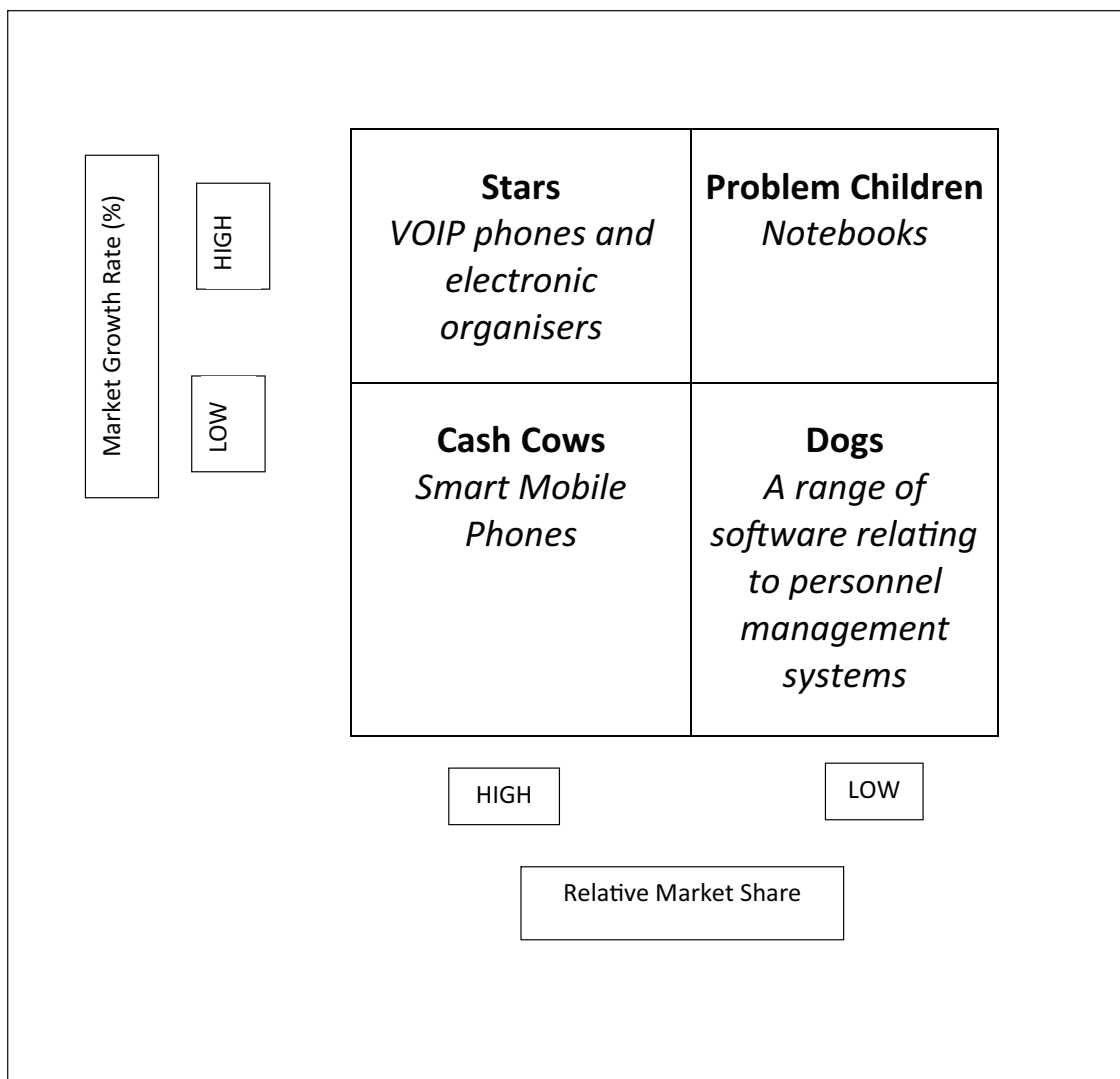 Market Growth Rate (%)
HIGH
LOW
Stars
VOIP phones and
electronic
organisers
Problem Children
Notebooks
Cash Cows
Smart Mobile
Phones
Dogs
A range of
software relating
to personnel
management
systems
HIGH
LOW
Relative Market Share